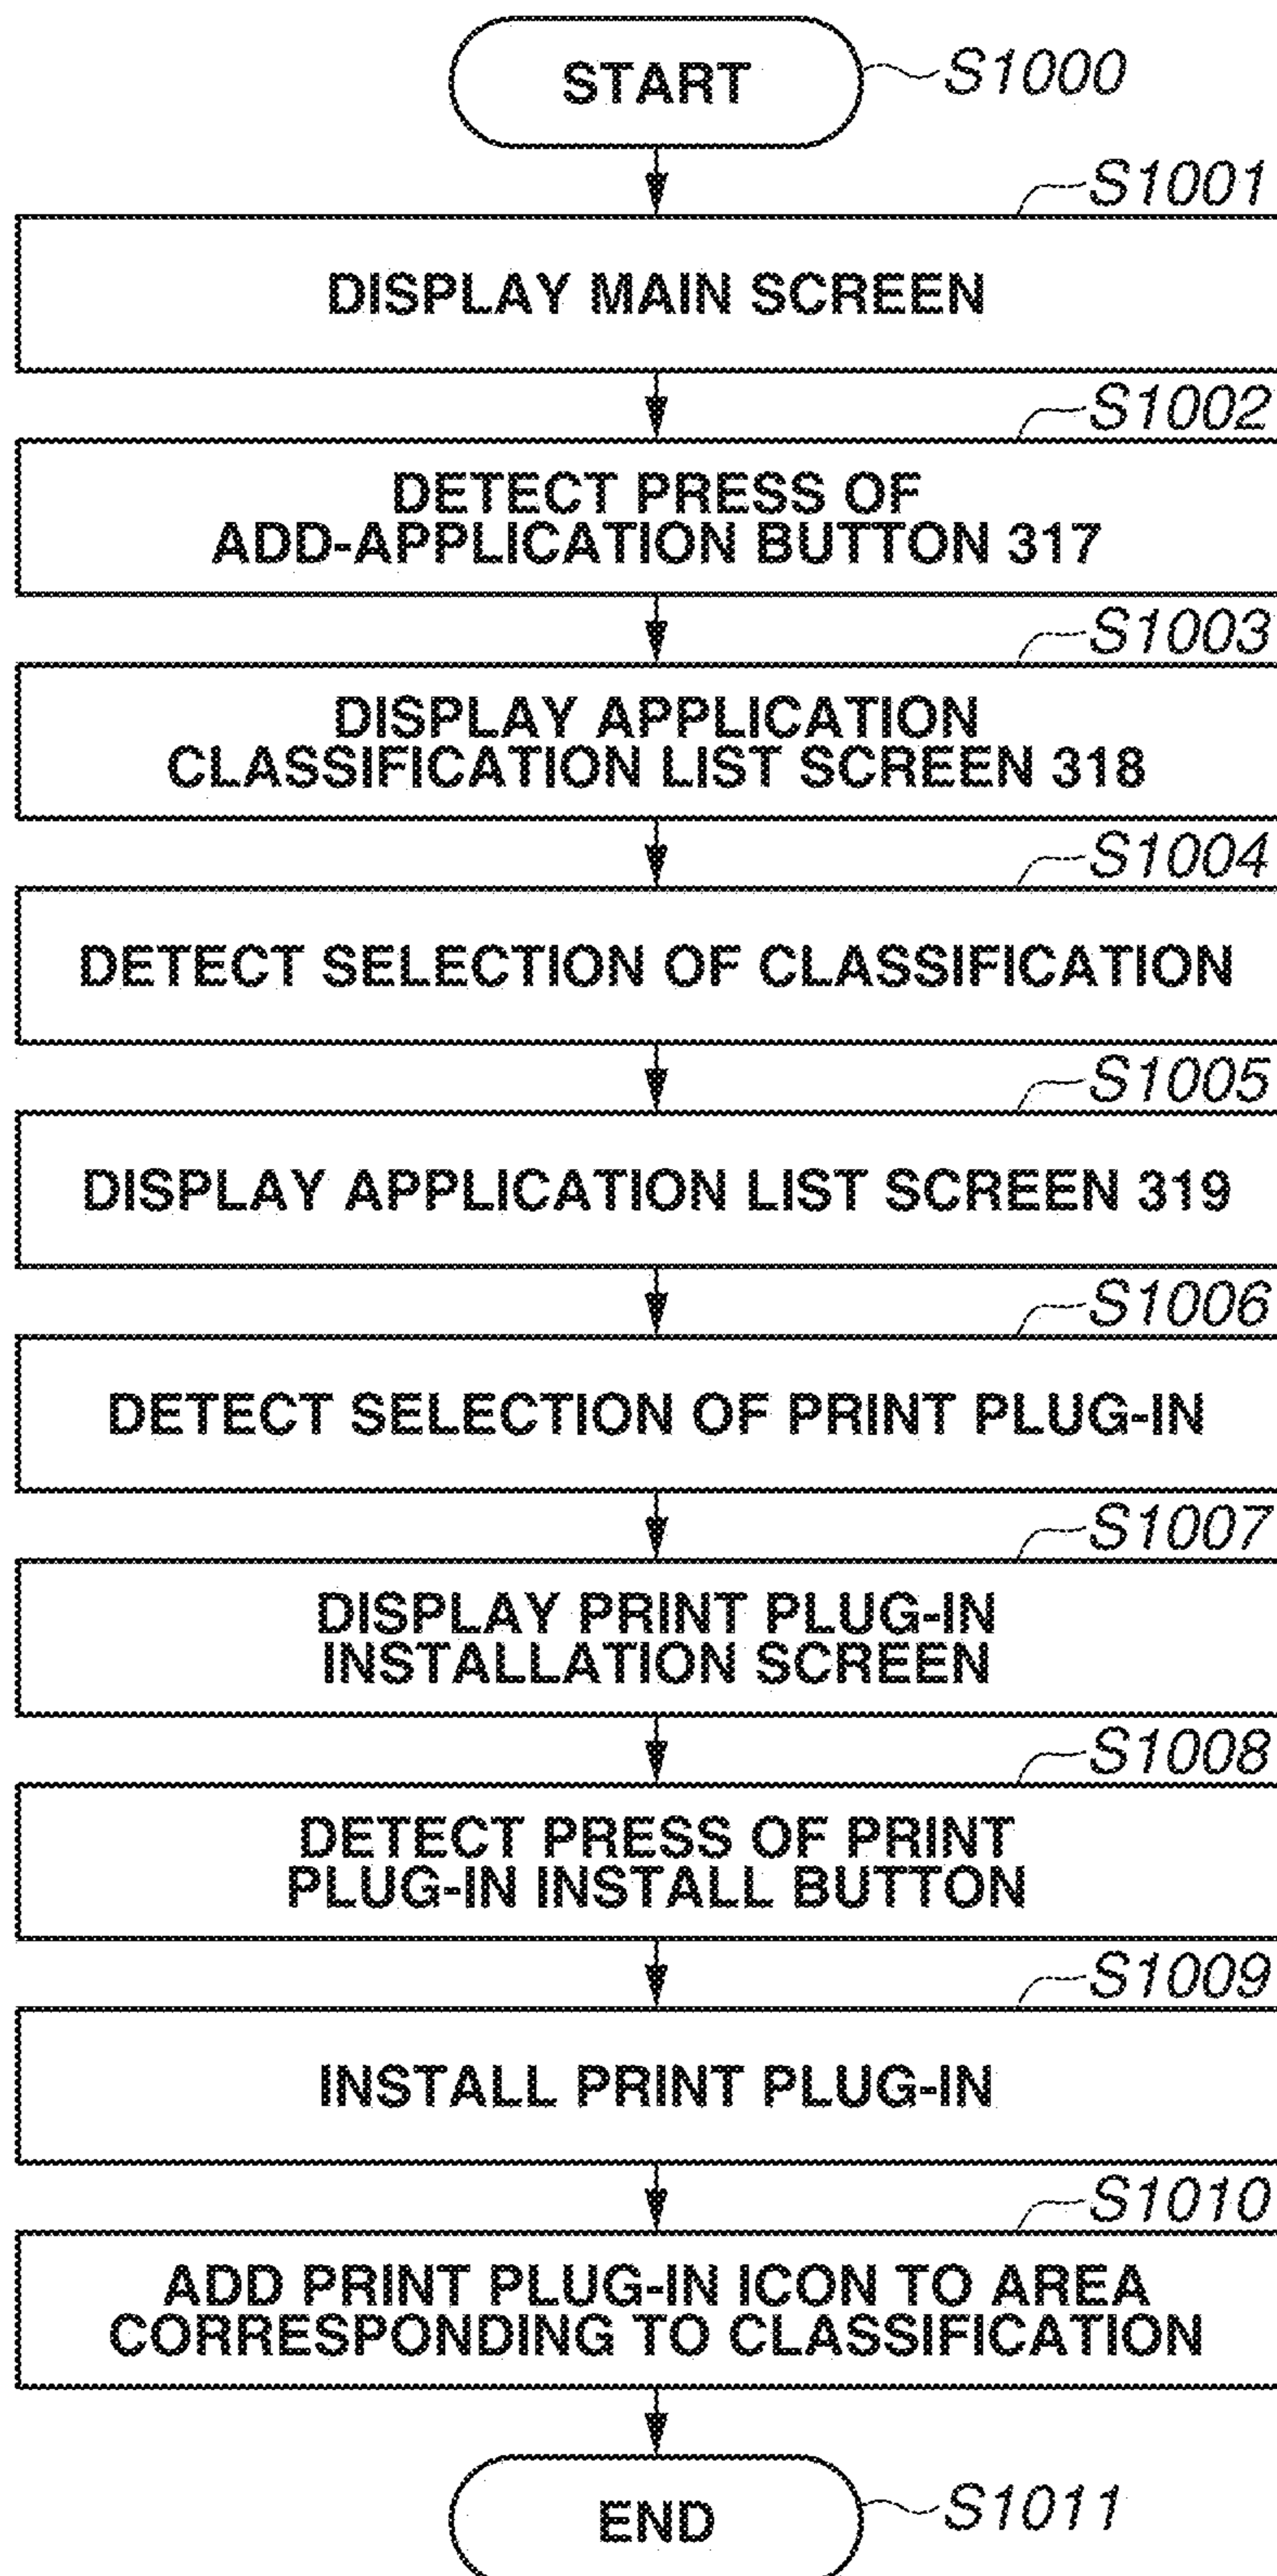 START
S1000
S1001
DISPLAY MAIN SCREEN
S1002
DETECT PRESS OF
ADD-APPLICATION BUTTON 317
S1003
DISPLAY APPLICATION
CLASSIFICATION LIST SCREEN 318
S1004
DETECT SELECTION OF CLASSIFICATION
S1005
DISPLAY APPLICATION LIST SCREEN 319
S1006
DETECT SELECTION OF PRINT PLUG-IN
S1007
DISPLAY PRINT PLUG-IN
INSTALLATION SCREEN
S1008
DETECT PRESS OF PRINT
PLUG-IN INSTALL BUTTON
S1009
INSTALL PRINT PLUG-IN
S1010
ADD PRINT PLUG-IN ICON TO AREA
CORRESPONDING TO CLASSIFICATION
END
S1011